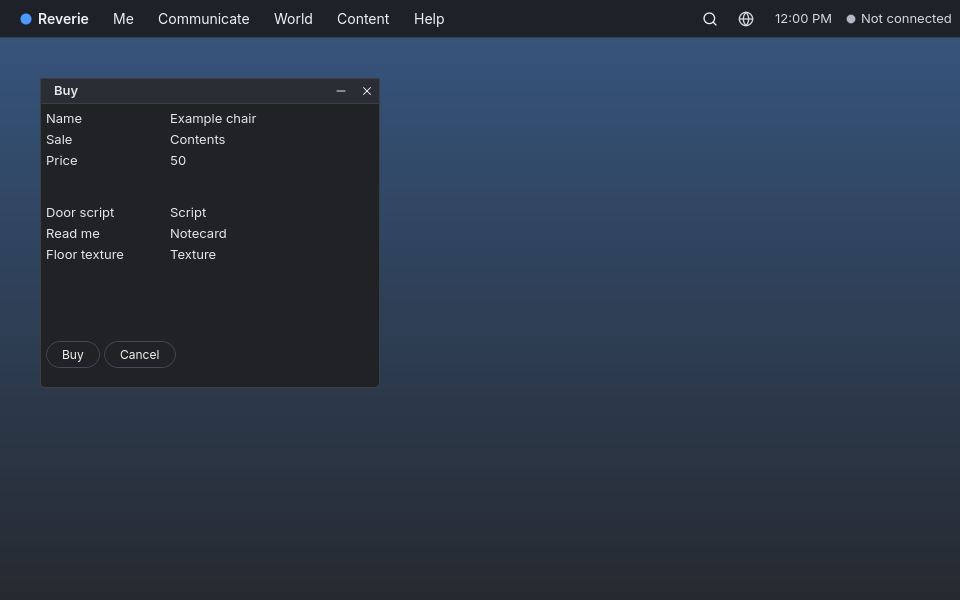 Reverie Me Communicate World Content Help 12:00 PM Not connected
Buy
Name Example chair
Sale Contents
Price 50
Door script Script
Read me Notecard
Floor texture Texture
Buy Cancel